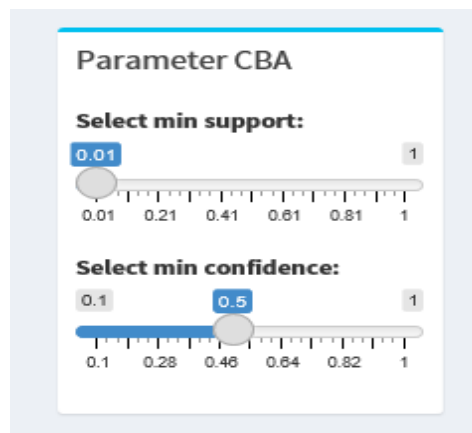 Parameter CBA
Select min support:
0.01 1
0.01 0.21 0.41 0.61 0.81 1
Select min confidence:
0.1 0.5 1
0.1 0.28 0.46 0.64 0.82 1